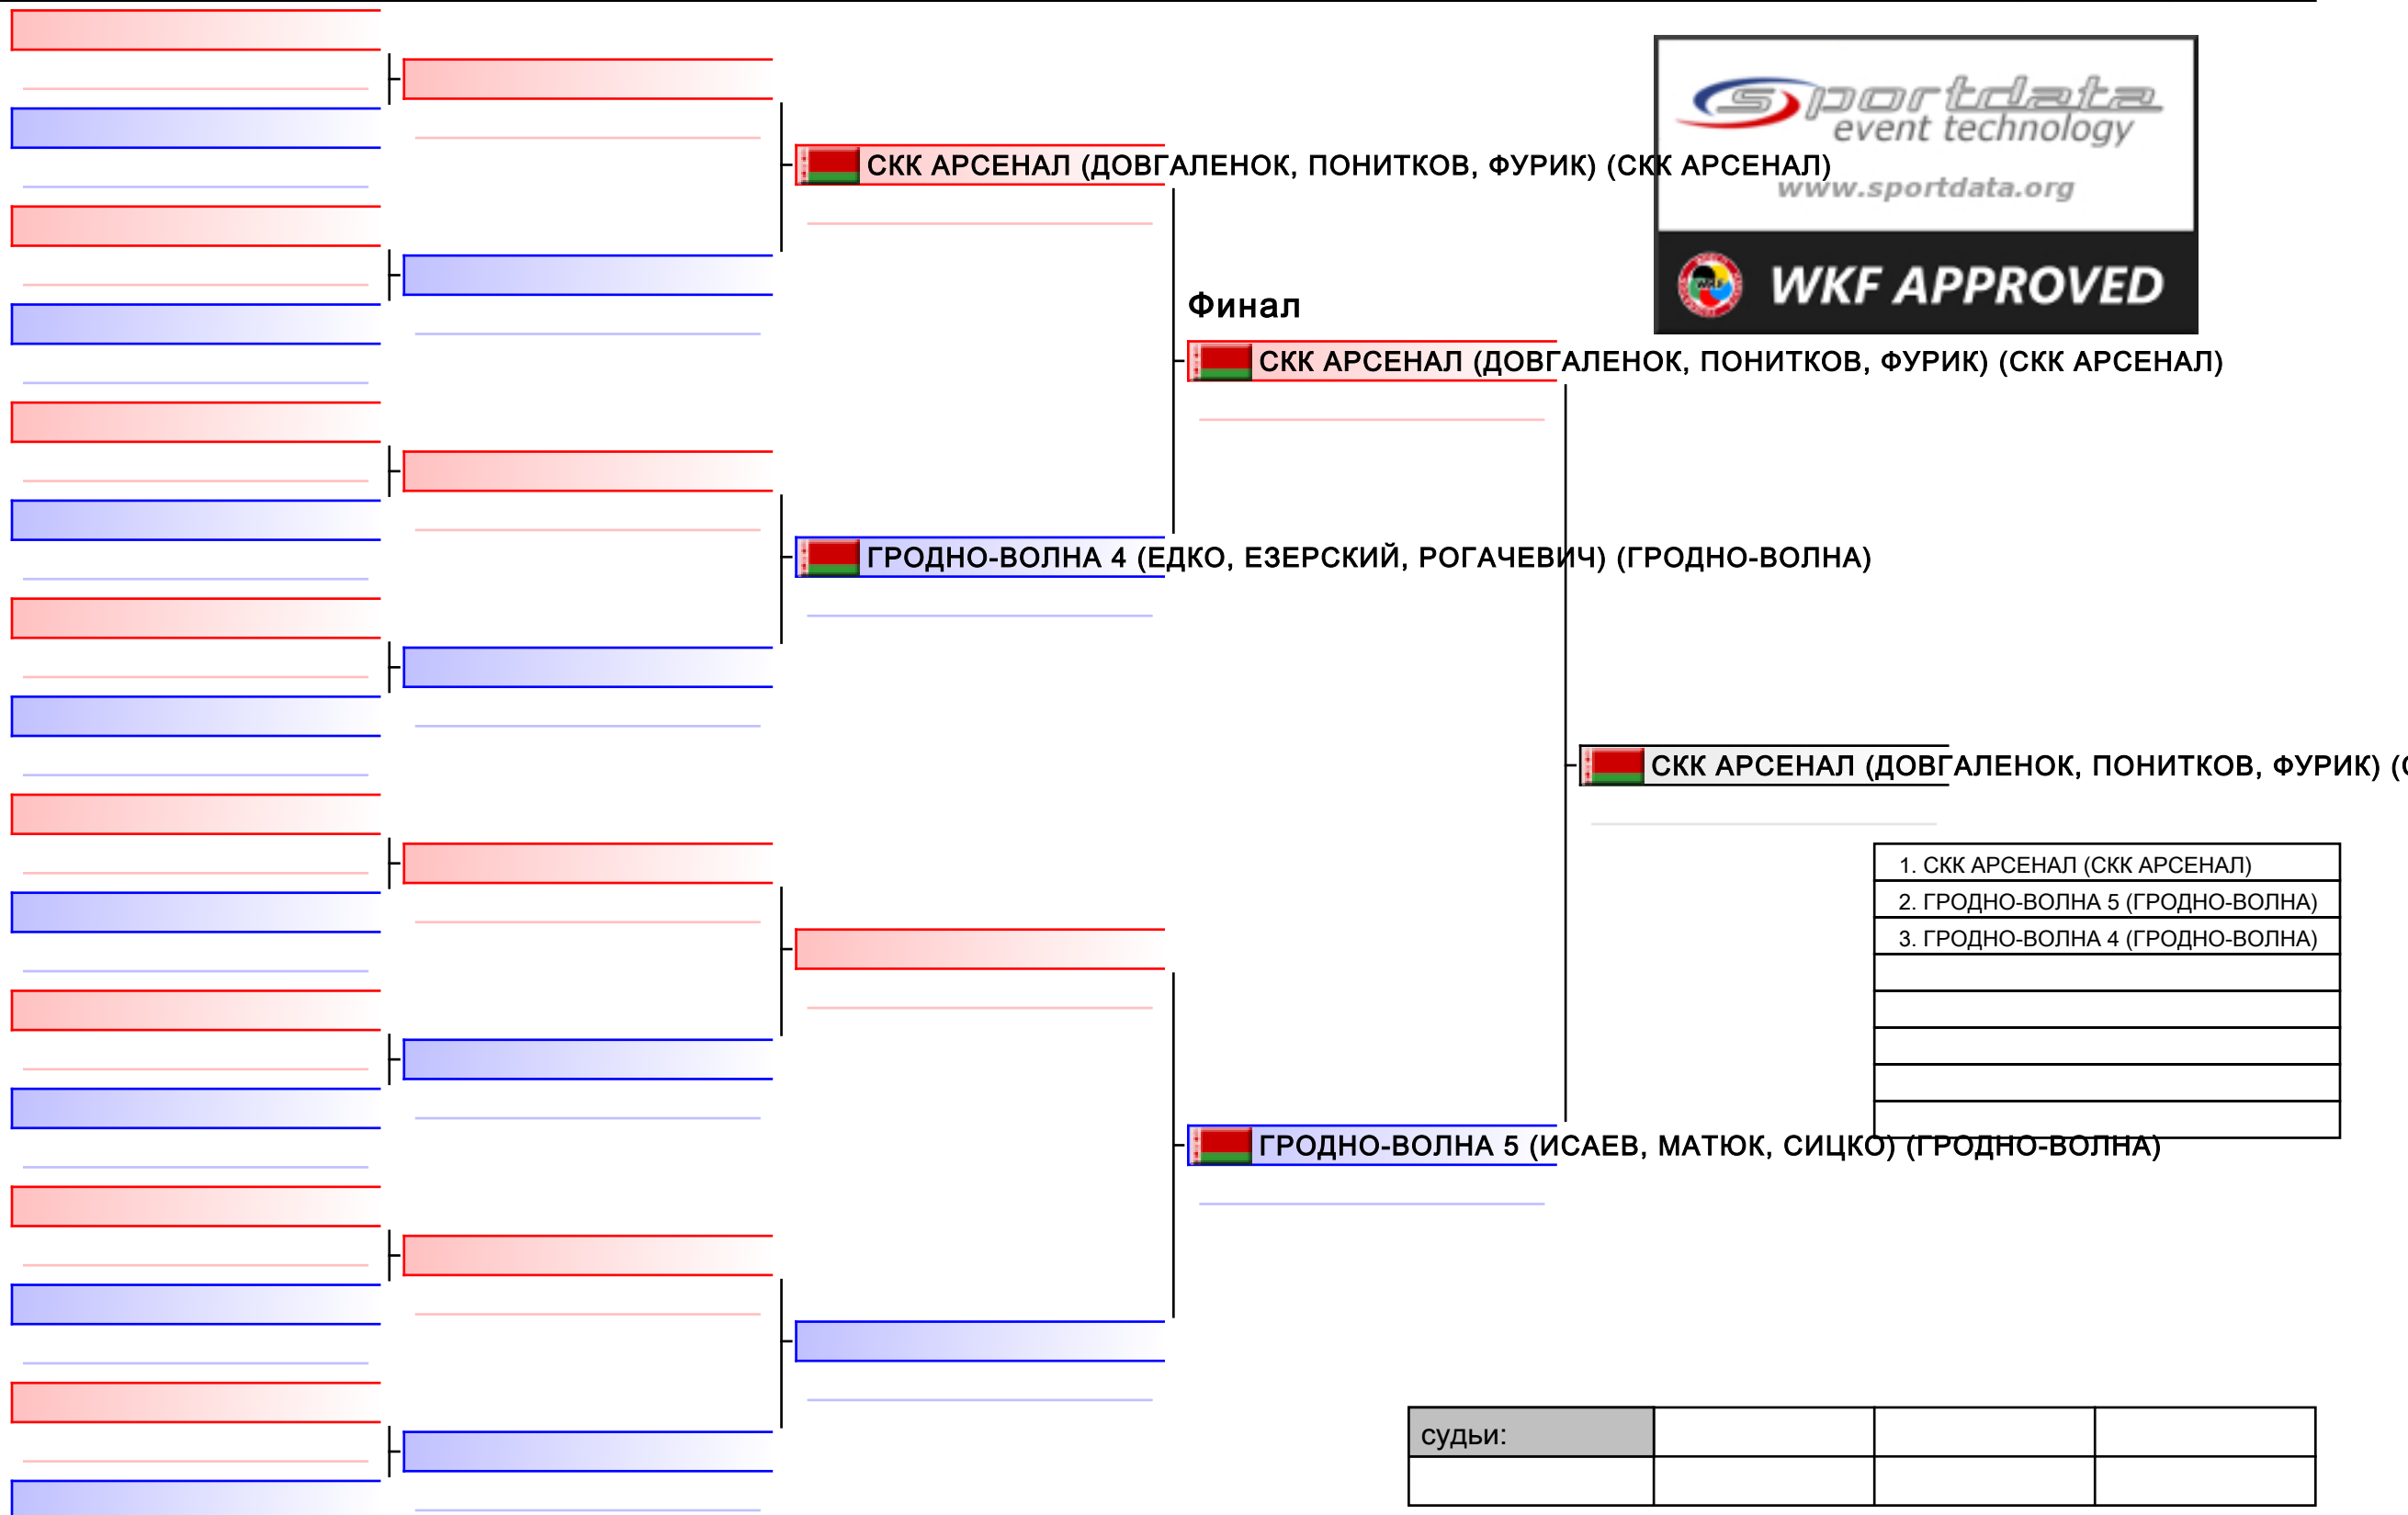 sportdata
event technology
www.sportdata.org
WKF APPROVED
СКК АРСЕНАЛ (ДОВГАЛЕНОК, ПОНИТКОВ, ФУРИК) (СКК АРСЕНАЛ)
Финал
СКК АРСЕНАЛ (ДОВГАЛЕНОК, ПОНИТКОВ, ФУРИК) (СКК АРСЕНАЛ)
ГРОДНО-ВОЛНА 4 (ЕДКО, ЕЗЕРСКИЙ, РОГАЧЕВИЧ) (ГРОДНО-ВОЛНА)
СКК АРСЕНАЛ (ДОВГАЛЕНОК, ПОНИТКОВ, ФУРИК) (
1. СКК АРСЕНАЛ (СКК АРСЕНАЛ)
2. ГРОДНО-ВОЛНА 5 (ГРОДНО-ВОЛНА)
3. ГРОДНО-ВОЛНА 4 (ГРОДНО-ВОЛНА)
ГРОДНО-ВОЛНА 5 (ИСАЕВ, МАТЮК, СИЦКО) (ГРОДНО-ВОЛНА)
судьи: